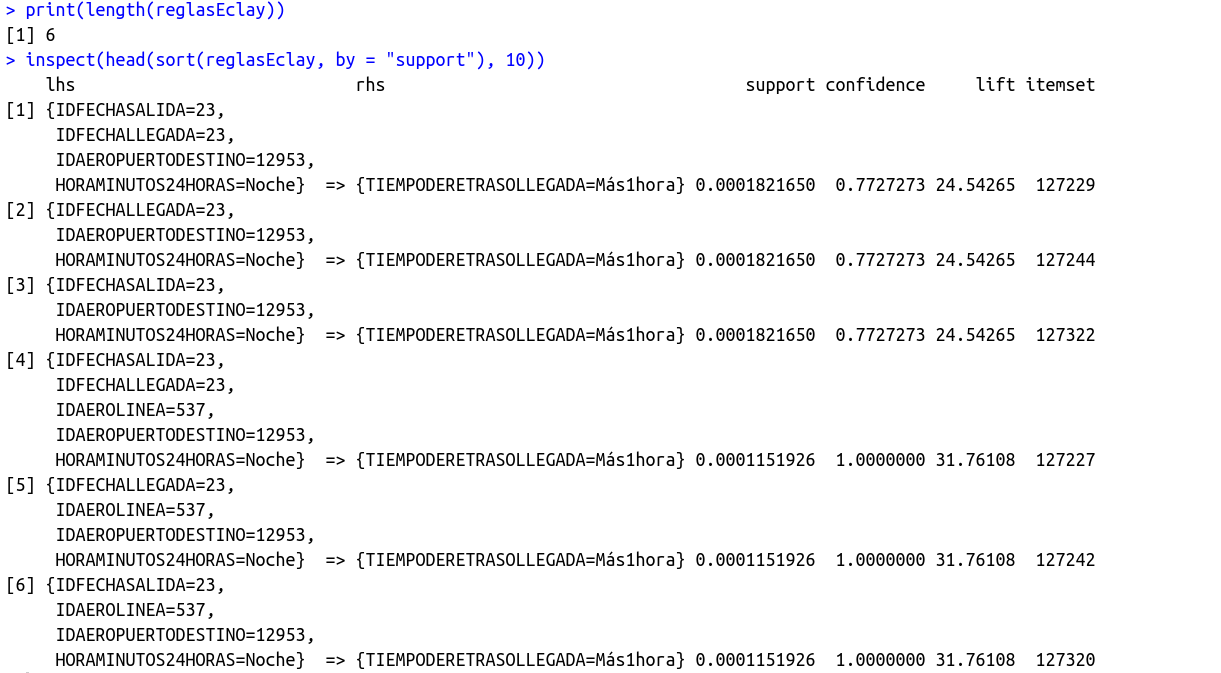 > print(length(reglasEclay))
[1] 6
> inspect(head(sort(reglasEclay, by = "support"), 10))
    lhs                            rhs                                    support confidence     lift itemset
[1] {IDFECHASALIDA=23,
     IDFECHALLEGADA=23,
     IDAEROPUERTODESTINO=12953,
     HORAMINUTOS24HORAS=Noche}  => {TIEMPODERETRASOLLEGADA=Más1hora} 0.0001821650  0.7727273 24.54265  127229
[2] {IDFECHALLEGADA=23,
     IDAEROPUERTODESTINO=12953,
     HORAMINUTOS24HORAS=Noche}  => {TIEMPODERETRASOLLEGADA=Más1hora} 0.0001821650  0.7727273 24.54265  127244
[3] {IDFECHASALIDA=23,
     IDAEROPUERTODESTINO=12953,
     HORAMINUTOS24HORAS=Noche}  => {TIEMPODERETRASOLLEGADA=Más1hora} 0.0001821650  0.7727273 24.54265  127322
[4] {IDFECHASALIDA=23,
     IDFECHALLEGADA=23,
     IDAEROLINEA=537,
     IDAEROPUERTODESTINO=12953,
     HORAMINUTOS24HORAS=Noche}  => {TIEMPODERETRASOLLEGADA=Más1hora} 0.0001151926  1.0000000 31.76108  127227
[5] {IDFECHALLEGADA=23,
     IDAEROLINEA=537,
     IDAEROPUERTODESTINO=12953,
     HORAMINUTOS24HORAS=Noche}  => {TIEMPODERETRASOLLEGADA=Más1hora} 0.0001151926  1.0000000 31.76108  127242
[6] {IDFECHASALIDA=23,
     IDAEROLINEA=537,
     IDAEROPUERTODESTINO=12953,
     HORAMINUTOS24HORAS=Noche}  => {TIEMPODERETRASOLLEGADA=Más1hora} 0.0001151926  1.0000000 31.76108  127320